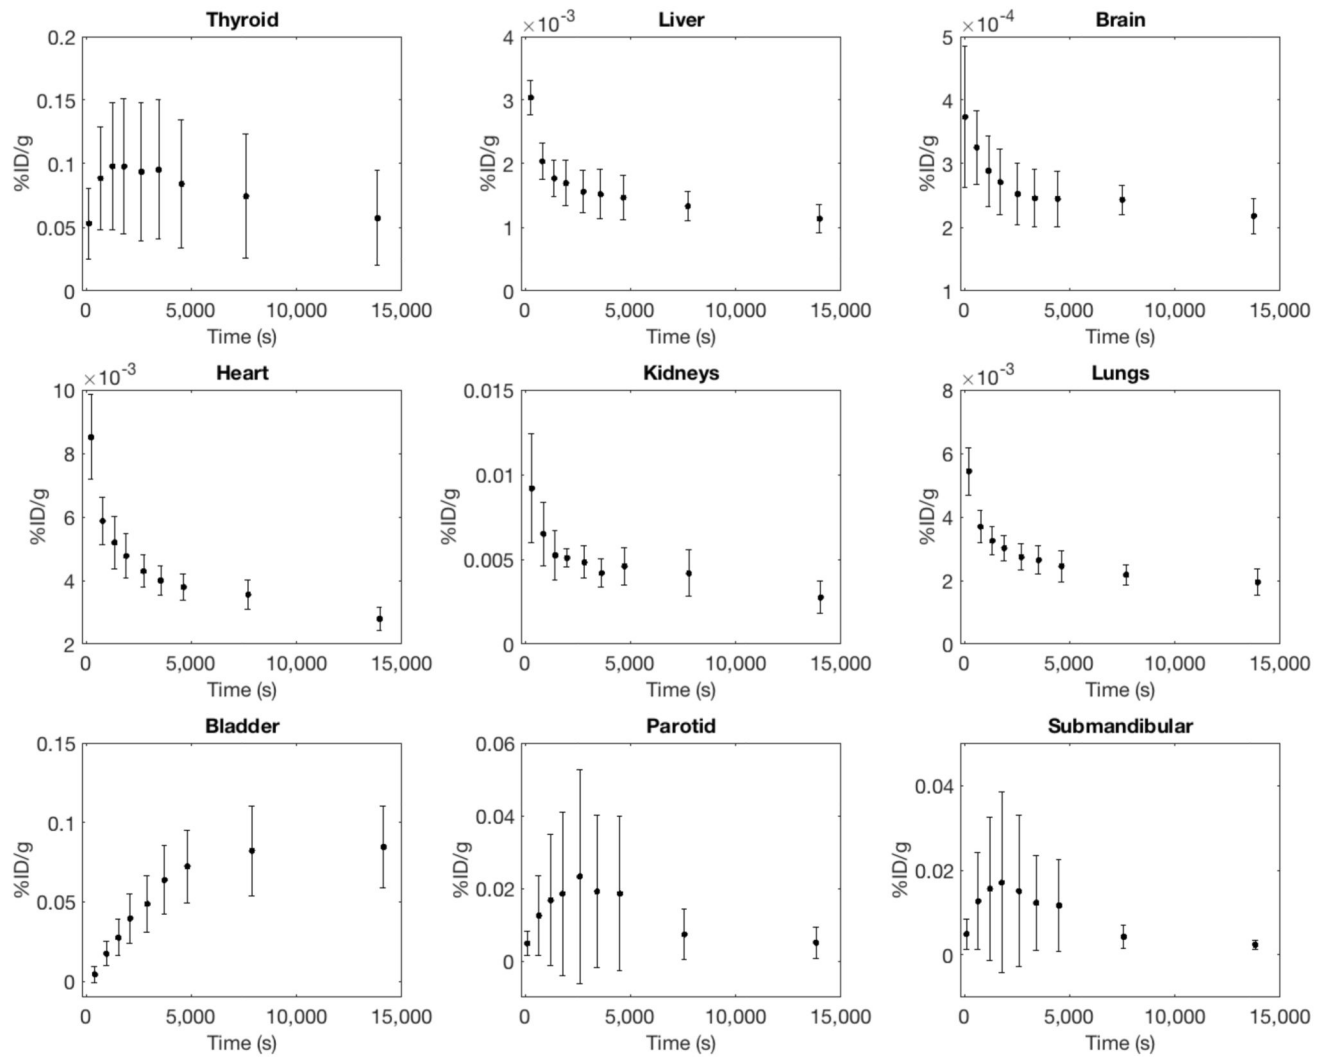 Thyroid
0.2
0.15
0.1
0.05
0
%ID/g
0 5,000 10,000 15,000
Time (s)
Liver
×10-3
4
3
2
1
0
%ID/g
0 5,000 10,000 15,000
Time (s)
Brain
×10-4
5
4
3
2
1
%ID/g
0 5,000 10,000 15,000
Time (s)
Heart
×10-3
10
8
6
4
2
%ID/g
0 5,000 10,000 15,000
Time (s)
Kidneys
0.015
0.01
0.005
0
%ID/g
0 5,000 10,000 15,000
Time (s)
Lungs
×10-3
8
6
4
2
0
%ID/g
0 5,000 10,000 15,000
Time (s)
Bladder
0.15
0.1
0.05
0
%ID/g
0 5,000 10,000 15,000
Time (s)
Parotid
0.06
0.04
0.02
0
%ID/g
0 5,000 10,000 15,000
Time (s)
Submandibular
0.04
0.02
0
%ID/g
0 5,000 10,000 15,000
Time (s)